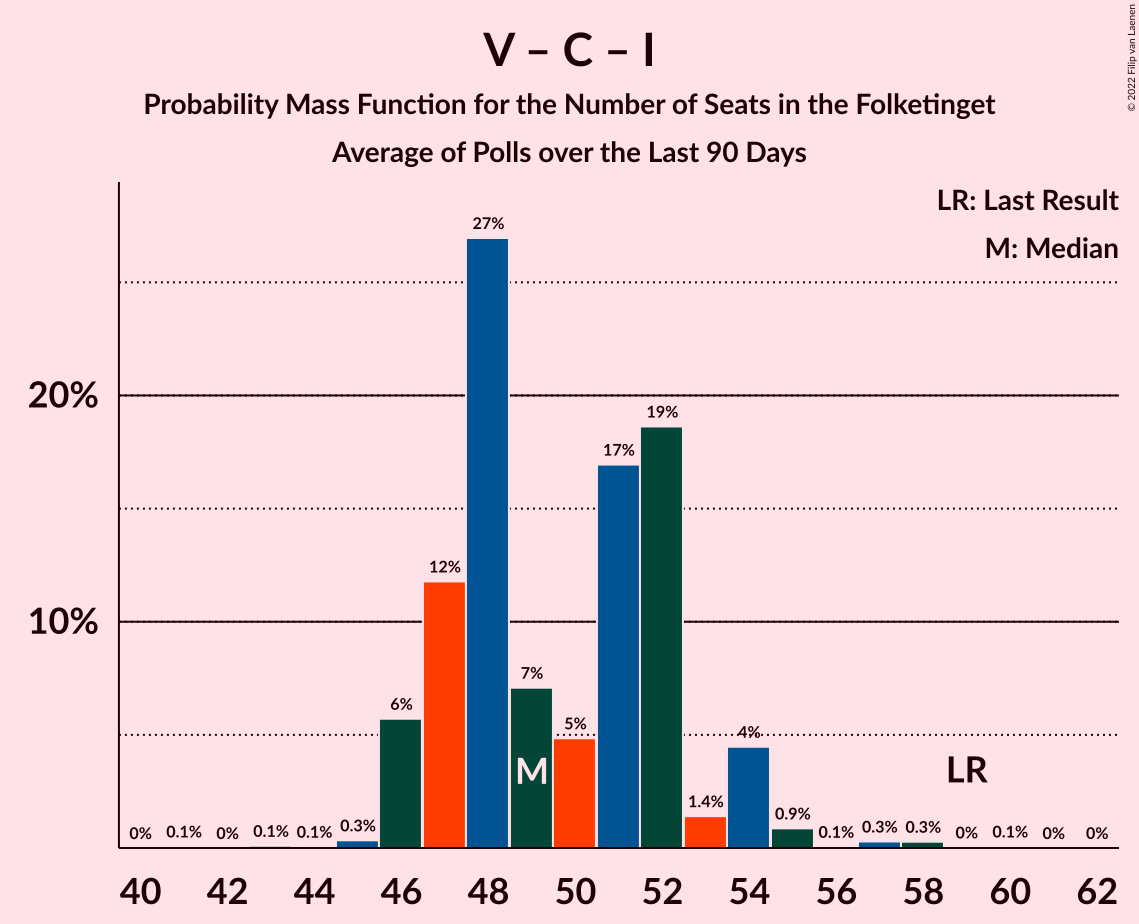 V – C – I
Probability Mass Function for the Number of Seats in the Folketinget
Average of Polls over the Last 90 Days
© 2022 Filip van Laenen
LR: Last Result
M: Median
20%
10%
0%
0.1%
0%
0.1%
0.1%
0.3%
6%
12%
27%
7%
5%
17%
19%
1.4%
4%
0.9%
0.1%
0.3%
0.3%
0%
0.1%
0%
0%
M
LR
40 42 44 46 48 50 52 54 56 58 60 62